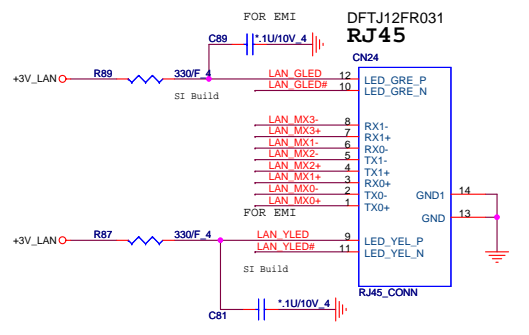 FOR EMI
DFTJ12FR031
RJ45
C89
*.1U/10V_4
CN24
+3V_LAN
R89
330/F_4
LAN_GLED
12
LED_GRE_P
SI Build
LAN_GLED#
10
LED_GRE_N
LAN_MX3-
8
RX1-
LAN_MX3+
7
RX1+
LAN_MX1-
6
RX0-
LAN_MX2-
5
TX1-
LAN_MX2+
4
TX1+
LAN_MX1+
3
RX0+
LAN_MX0-
2
TX0-
LAN_MX0+
1
TX0+
GND1
14
GND
13
FOR EMI
+3V_LAN
R87
330/F_4
LAN_YLED
9
LED_YEL_P
LAN_YLED#
11
LED_YEL_N
SI Build
RJ45_CONN
C81
*.1U/10V_4